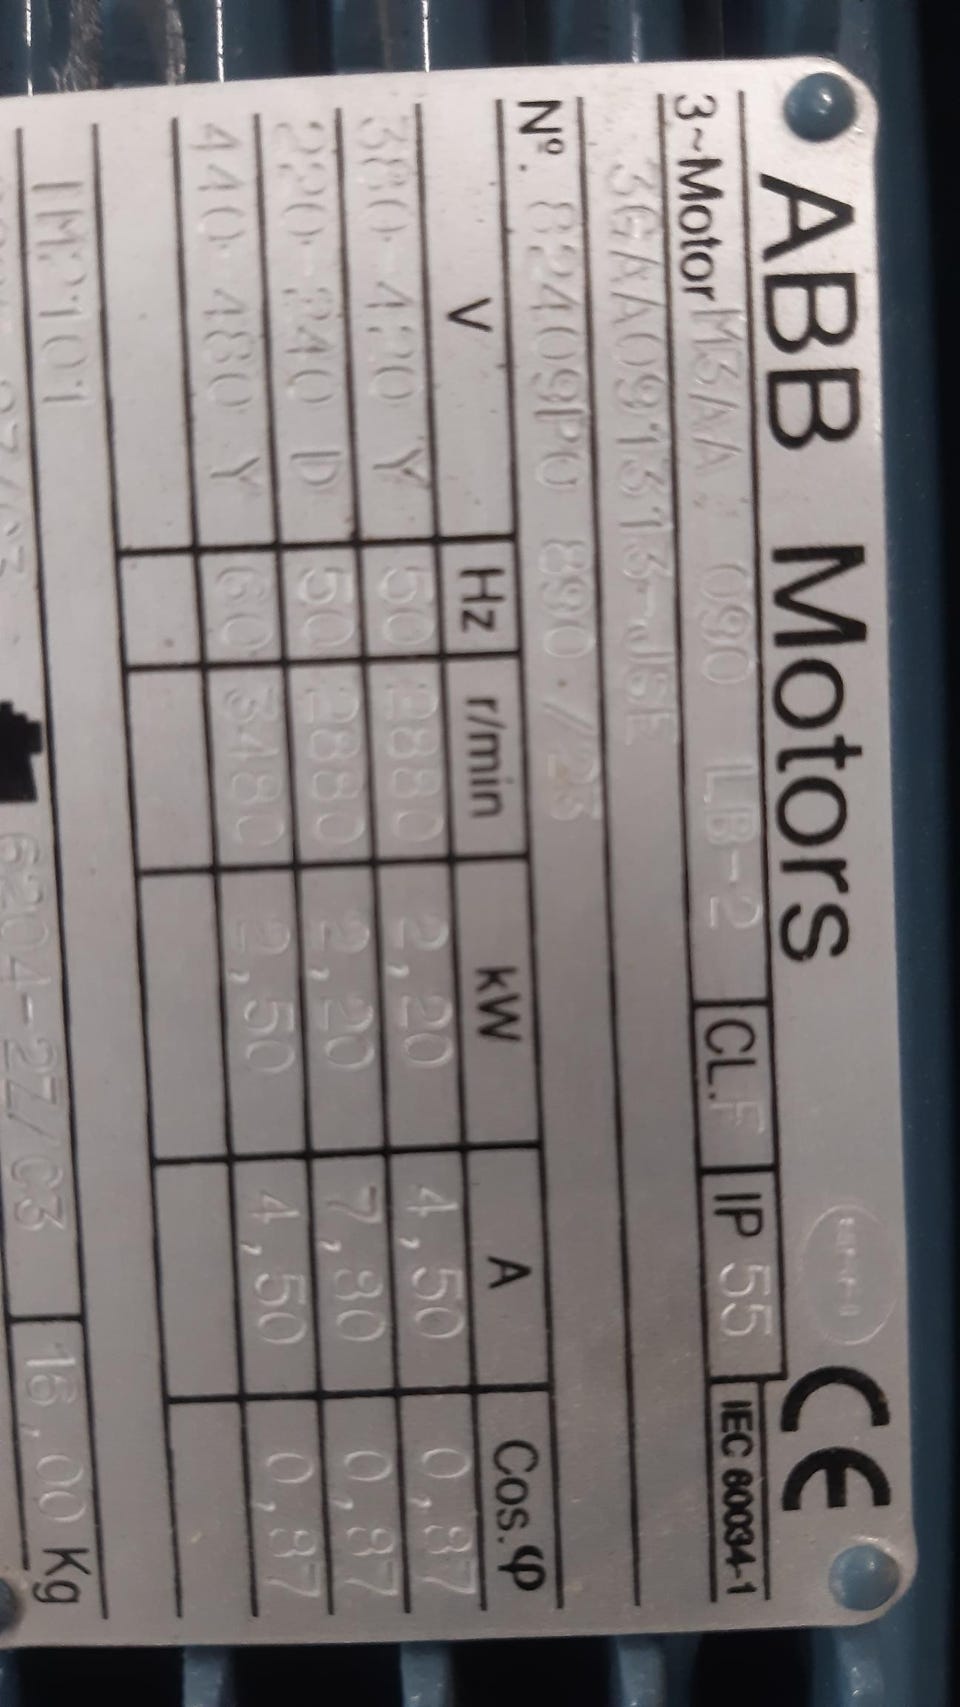 ABB Motors CE
3~Motor M3AA 090 LB-2 CL.F IP 55 IEC 60034-1
3GAA091313-JSE
Nº. 82409P0 890 /23
V Hz r/min kW A Cos.φ
380-420 Y 50 2880 2,20 4,50 0,87
220-240 D 50 2880 2,20 7,80 0,87
440-480 Y 60 3480 2,50 4,50 0,87
6204-2Z/C3 16,00 Kg